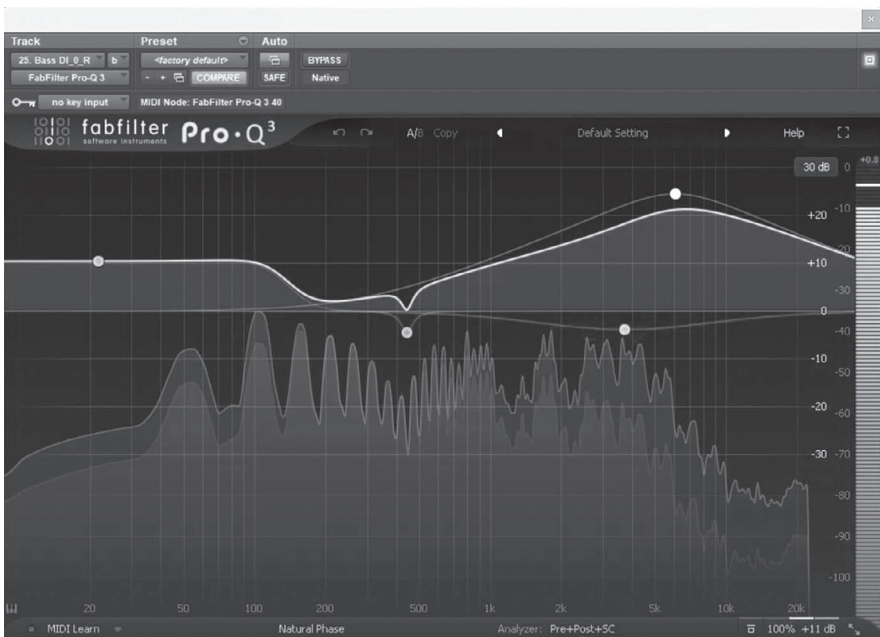 Track Preset Auto
25. Bass DI_0_R b <factory default> BYPASS
FabFilter Pro-Q 3 - + COMPARE SAFE Native
no key input MIDI Node: FabFilter Pro-Q 3 40
fabfilter Pro·Q³ A/B Copy Default Setting Help
software instruments
30 dB 0 +0.8
+20 -10
+10 -20
-30
0 -40
-10 -50
-20 -60
-30 -70
-80
-90
-100
20 50 100 200 500 1k 2k 5k 10k 20k
MIDI Learn Natural Phase Analyzer: Pre+Post+SC 100% +11 dB